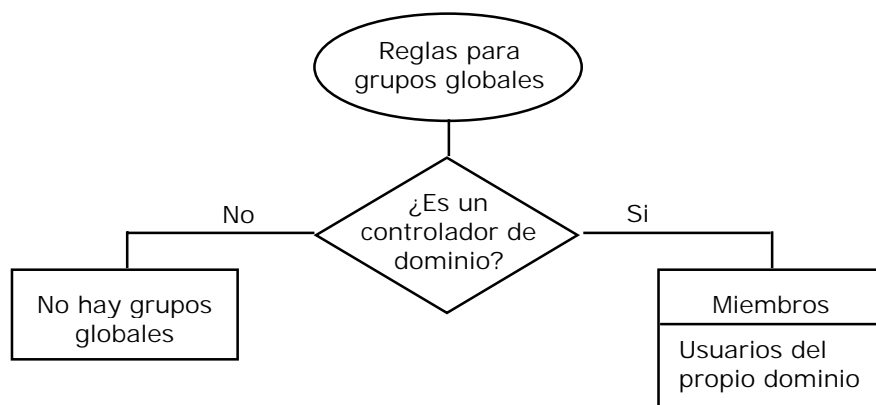 Reglas para
grupos globales
¿Es un
controlador de
dominio?
No
Si
No hay grupos
globales
Miembros
Usuarios del
propio dominio